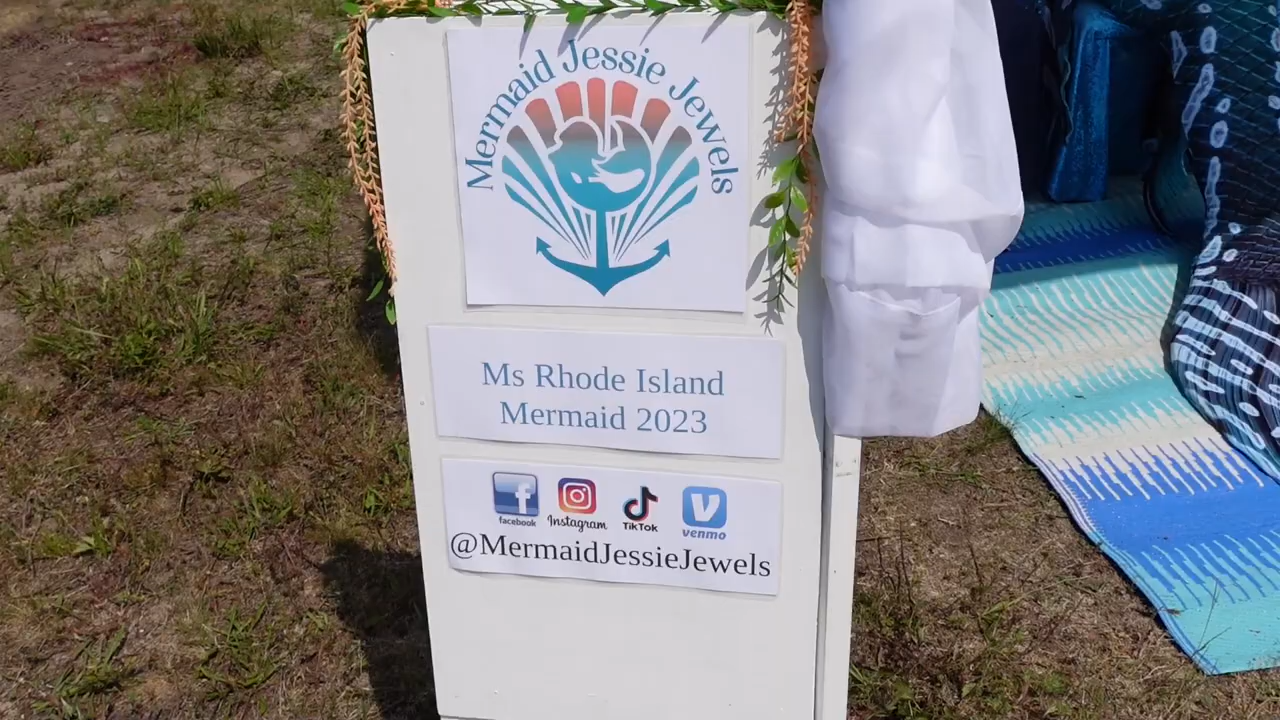 Mermaid Jessie Jewels
Ms Rhode Island
Mermaid 2023
facebook Instagram TikTok venmo
@MermaidJessieJewels